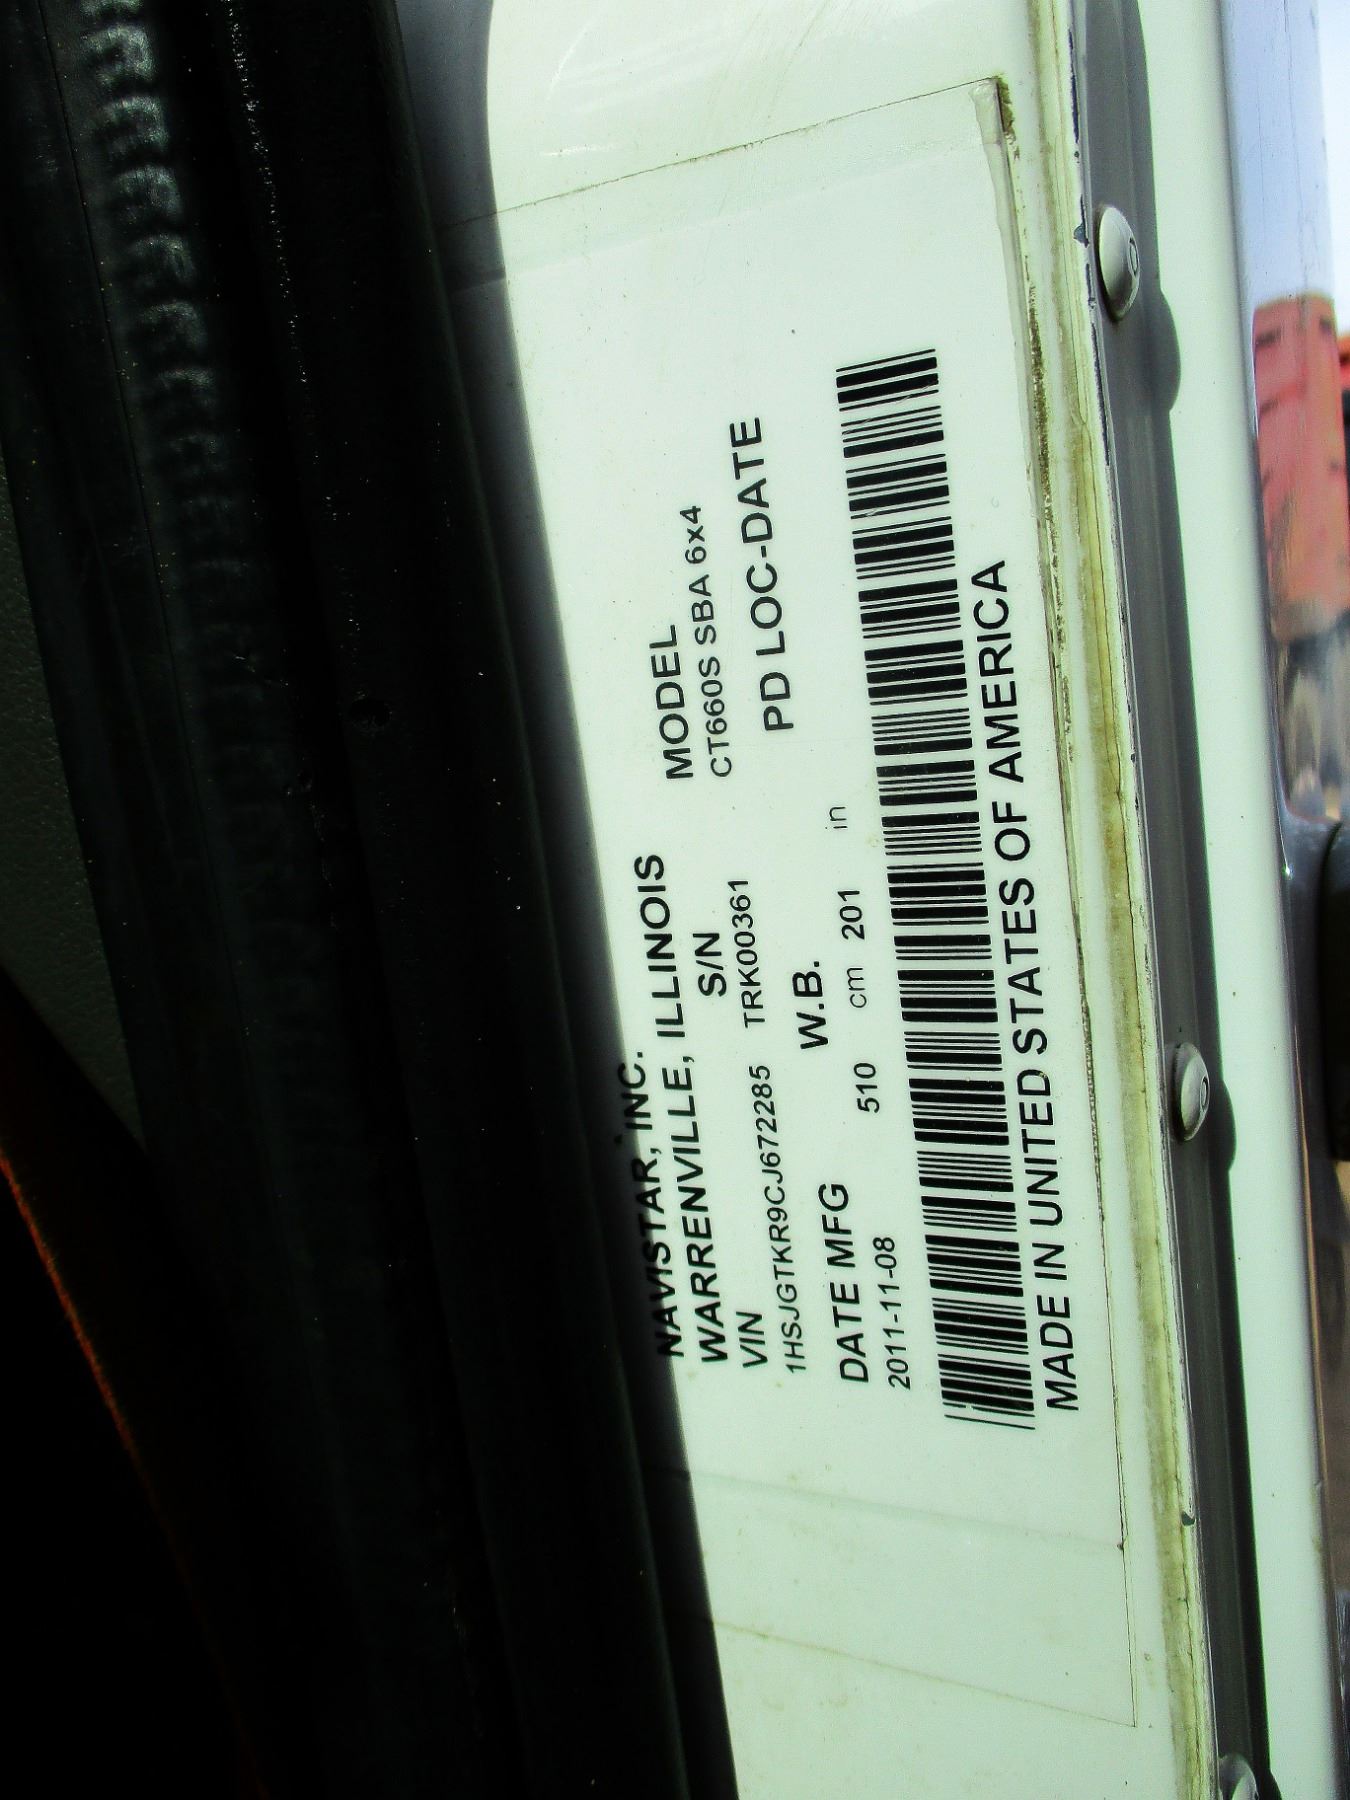 NAVISTAR, INC.
WARRENVILLE, ILLINOIS
MODEL
VIN S/N CT660S SBA 6x4
1HSJGTKR9CJ672285 TRK00361
PD LOC-DATE
DATE MFG W.B.
2011-11-08 510 cm 201 in
MADE IN UNITED STATES OF AMERICA